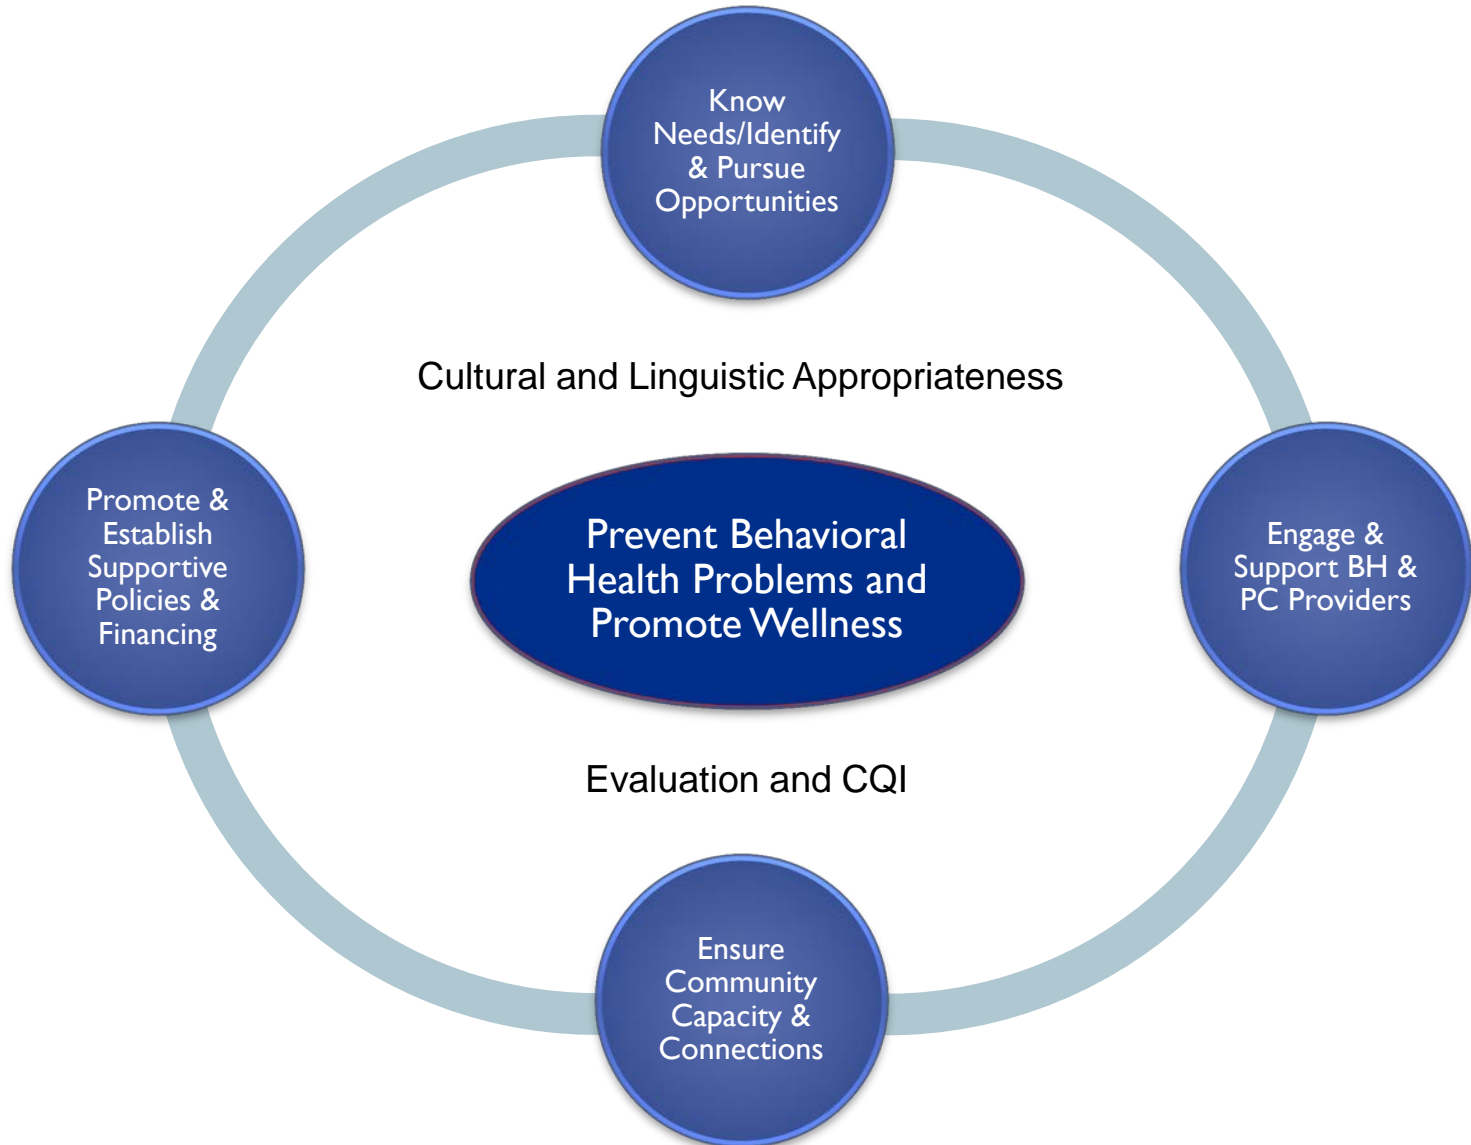 Know
Needs/Identify
& Pursue
Opportunities
Cultural and Linguistic Appropriateness
Promote &
Establish
Supportive
Policies &
Financing
Prevent Behavioral
Health Problems and
Promote Wellness
Engage &
Support BH &
PC Providers
Evaluation and CQI
Ensure
Community
Capacity &
Connections